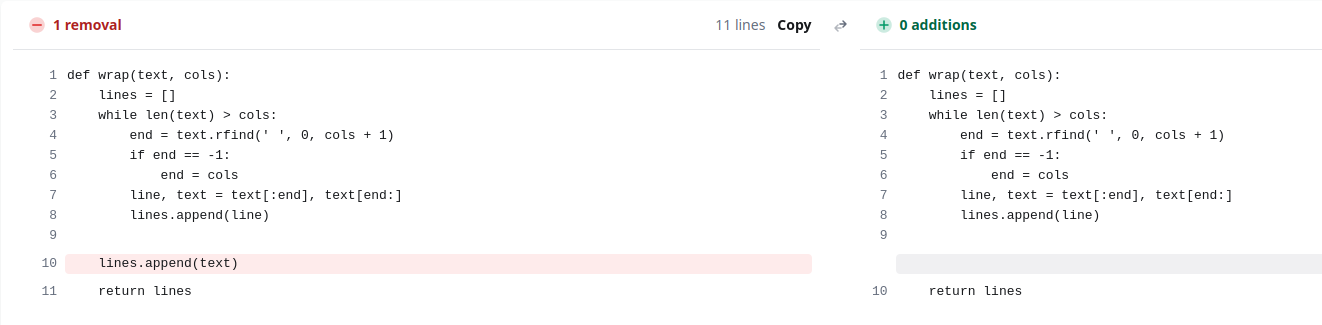 1 removal
11 lines Copy
1 def wrap(text, cols):
2     lines = []
3     while len(text) > cols:
4         end = text.rfind(' ', 0, cols + 1)
5         if end == -1:
6             end = cols
7         line, text = text[:end], text[end:]
8         lines.append(line)
9
10     lines.append(text)
11     return lines
0 additions
1 def wrap(text, cols):
2     lines = []
3     while len(text) > cols:
4         end = text.rfind(' ', 0, cols + 1)
5         if end == -1:
6             end = cols
7         line, text = text[:end], text[end:]
8         lines.append(line)
9
10     return lines